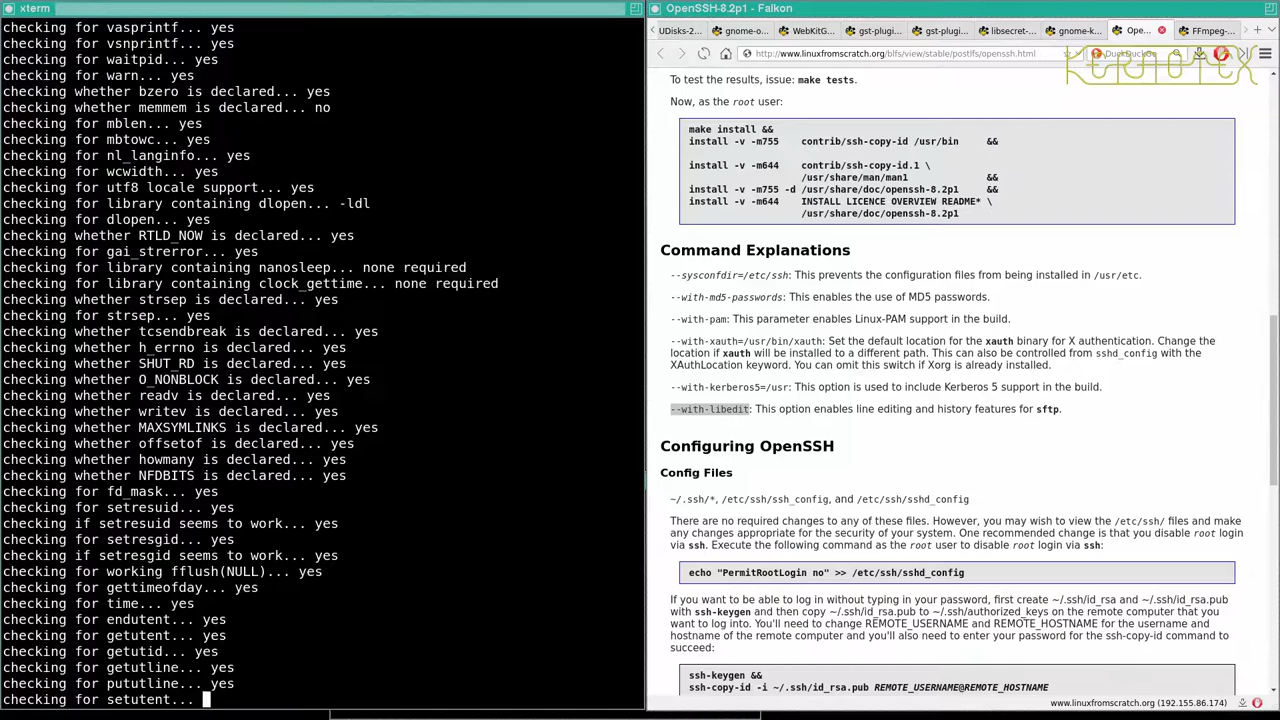 xterm
checking for vasprintf... yes
checking for vsnprintf... yes
checking for waitpid... yes
checking for warn... yes
checking whether bzero is declared... yes
checking whether memmem is declared... no
checking for mblen... yes
checking for mbtowc... yes
checking for nl_langinfo... yes
checking for wcwidth... yes
checking for utf8 locale support... yes
checking for library containing dlopen... -ldl
checking for dlopen... yes
checking whether RTLD_NOW is declared... yes
checking for gai_strerror... yes
checking for library containing nanosleep... none required
checking for library containing clock_gettime... none required
checking whether strsep is declared... yes
checking for strsep... yes
checking whether tcsendbreak is declared... yes
checking whether h_errno is declared... yes
checking whether SHUT_RD is declared... yes
checking whether O_NONBLOCK is declared... yes
checking whether readv is declared... yes
checking whether writev is declared... yes
checking whether MAXSYMLINKS is declared... yes
checking whether offsetof is declared... yes
checking whether howmany is declared... yes
checking whether NFDBITS is declared... yes
checking for fd_mask... yes
checking for setresuid... yes
checking if setresuid seems to work... yes
checking for setresgid... yes
checking if setresgid seems to work... yes
checking for working fflush(NULL)... yes
checking for gettimeofday... yes
checking for time... yes
checking for endutent... yes
checking for getutent... yes
checking for getutid... yes
checking for getutline... yes
checking for pututline... yes
checking for setutent...
OpenSSH-8.2p1 - Falkon
UDisks-2... gnome-o... WebKitG... gst-plugi... gst-plugi... libsecret-... gnome-k... Ope... FFmpeg-...
http://www.linuxfromscratch.org/blfs/view/stable/postlfs/openssh.html DuckDuckGo
KERNOTEX
To test the results, issue: make tests.
Now, as the root user:
make install &&
install -v -m755 contrib/ssh-copy-id /usr/bin &&
install -v -m644 contrib/ssh-copy-id.1 \
/usr/share/man/man1 &&
install -v -m755 -d /usr/share/doc/openssh-8.2p1 &&
install -v -m644 INSTALL LICENCE OVERVIEW README* \
/usr/share/doc/openssh-8.2p1
Command Explanations
--sysconfdir=/etc/ssh: This prevents the configuration files from being installed in /usr/etc.
--with-md5-passwords: This enables the use of MD5 passwords.
--with-pam: This parameter enables Linux-PAM support in the build.
--with-xauth=/usr/bin/xauth: Set the default location for the xauth binary for X authentication. Change the
location if xauth will be installed to a different path. This can also be controlled from sshd_config with the
XAuthLocation keyword. You can omit this switch if Xorg is already installed.
--with-kerberos5=/usr: This option is used to include Kerberos 5 support in the build.
--with-libedit: This option enables line editing and history features for sftp.
Configuring OpenSSH
Config Files
~/.ssh/*, /etc/ssh/ssh_config, and /etc/ssh/sshd_config
There are no required changes to any of these files. However, you may wish to view the /etc/ssh/ files and make
any changes appropriate for the security of your system. One recommended change is that you disable root login
via ssh. Execute the following command as the root user to disable root login via ssh:
echo "PermitRootLogin no" >> /etc/ssh/sshd_config
If you want to be able to log in without typing in your password, first create ~/.ssh/id_rsa and ~/.ssh/id_rsa.pub
with ssh-keygen and then copy ~/.ssh/id_rsa.pub to ~/.ssh/authorized_keys on the remote computer that you
want to log into. You'll need to change REMOTE_USERNAME and REMOTE_HOSTNAME for the username and
hostname of the remote computer and you'll also need to enter your password for the ssh-copy-id command to
succeed:
ssh-keygen &&
ssh-copy-id -i ~/.ssh/id_rsa.pub REMOTE_USERNAME@REMOTE_HOSTNAME
www.linuxfromscratch.org (192.155.86.174)